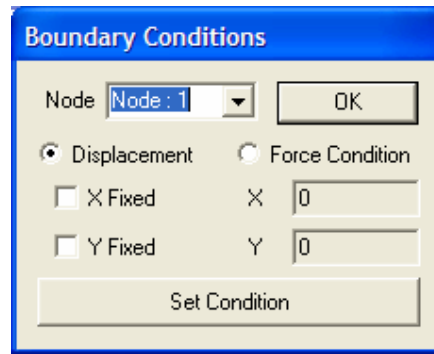 Boundary Conditions
Node Node : 1 OK
Displacement Force Condition
X Fixed X 0
Y Fixed Y 0
Set Condition